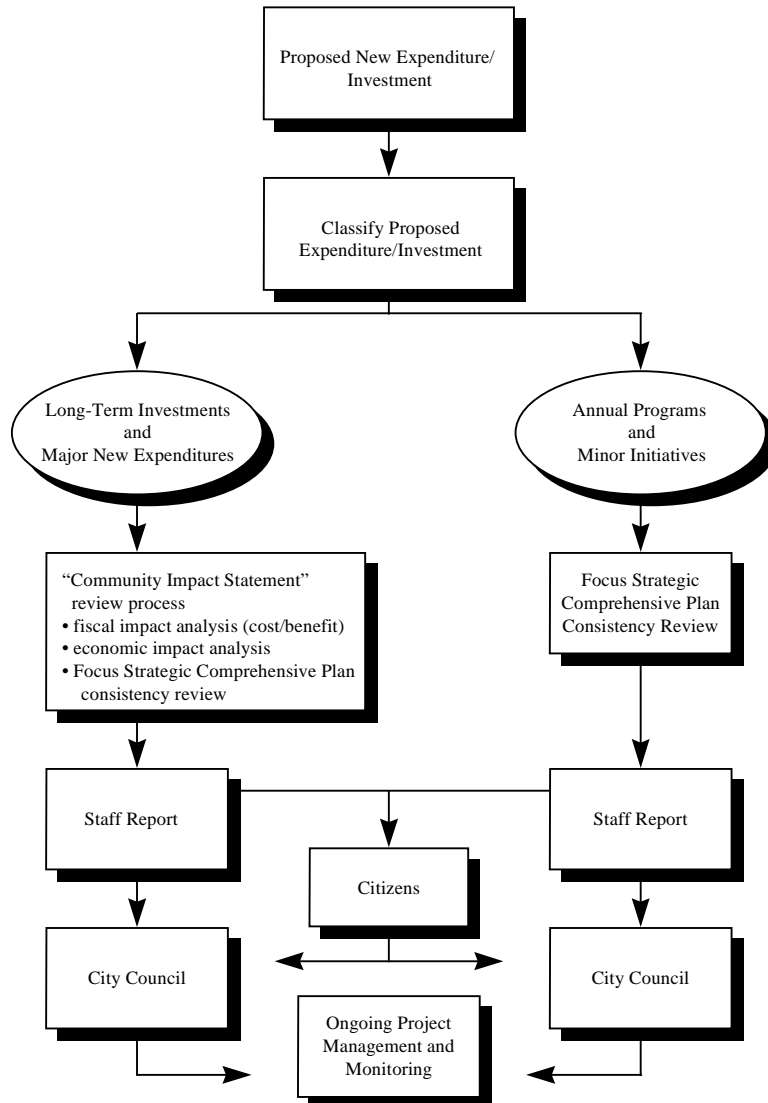 Proposed New Expenditure/
Investment
Classify Proposed
Expenditure/Investment
Long-Term Investments
and
Major New Expenditures
Annual Programs
and
Minor Initiatives
“Community Impact Statement”
review process
• fiscal impact analysis (cost/benefit)
• economic impact analysis
• Focus Strategic Comprehensive Plan
consistency review
Focus Strategic
Comprehensive Plan
Consistency Review
Staff Report
Staff Report
Citizens
City Council
City Council
Ongoing Project
Management and
Monitoring